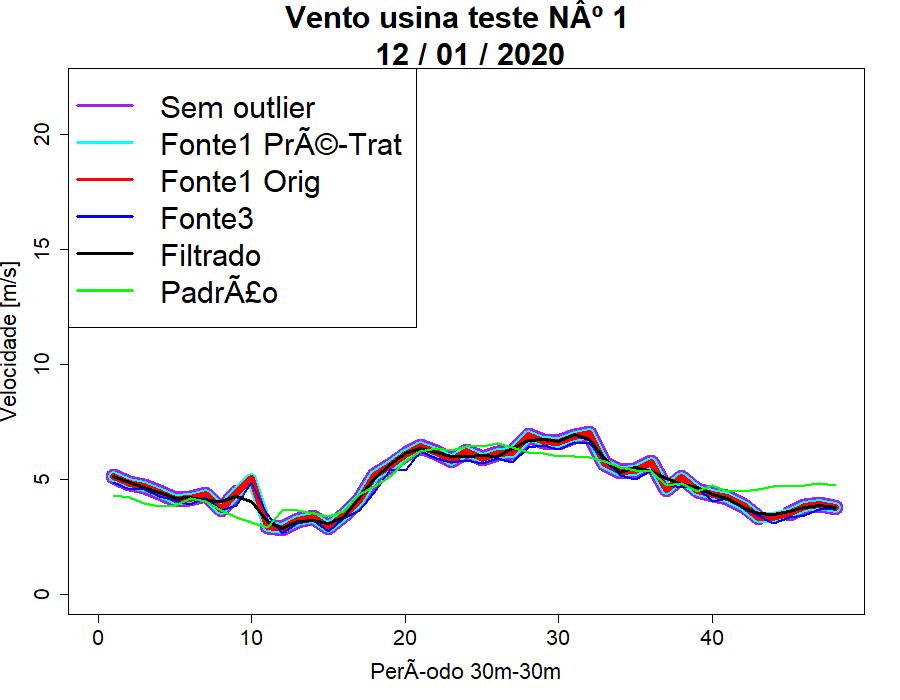 Vento usina teste NÂº 1
12 / 01 / 2020
Sem outlier
Fonte1 PrÃ©-Trat
Fonte1 Orig
Fonte3
Filtrado
PadrÃ£o
Velocidade [m/s]
20
15
10
5
0
0 10 20 30 40
PerÃ-odo 30m-30m